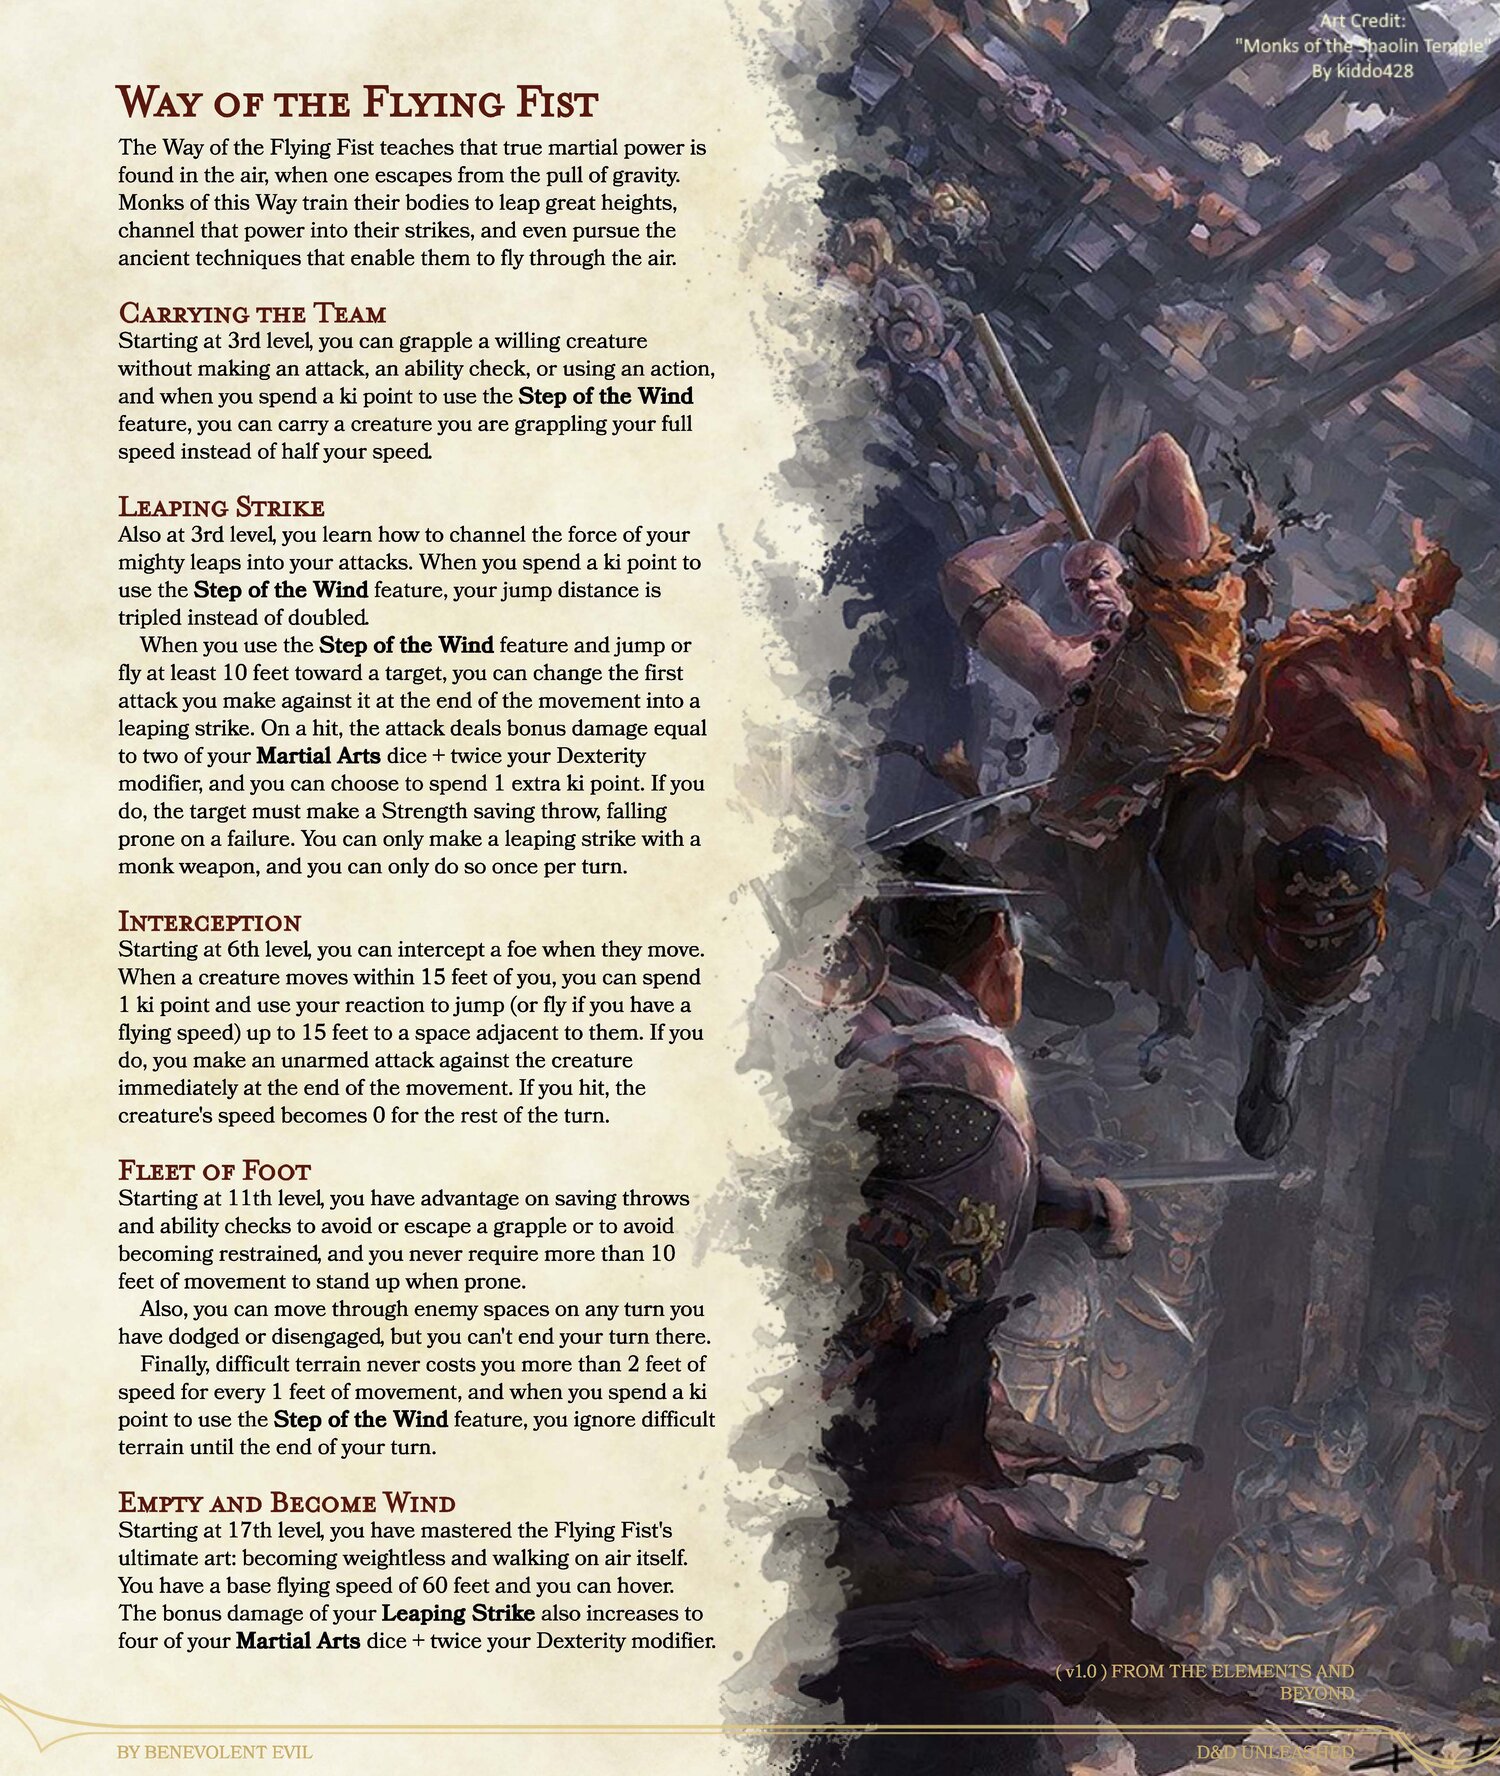 Art Credit:
"Monks of the Shaolin Temple"
By kiddo428
Way of the Flying Fist
The Way of the Flying Fist teaches that true martial power is
found in the air, when one escapes from the pull of gravity.
Monks of this Way train their bodies to leap great heights,
channel that power into their strikes, and even pursue the
ancient techniques that enable them to fly through the air.
Carrying the Team
Starting at 3rd level, you can grapple a willing creature
without making an attack, an ability check, or using an action,
and when you spend a ki point to use the Step of the Wind
feature, you can carry a creature you are grappling your full
speed instead of half your speed.
Leaping Strike
Also at 3rd level, you learn how to channel the force of your
mighty leaps into your attacks. When you spend a ki point to
use the Step of the Wind feature, your jump distance is
tripled instead of doubled.
When you use the Step of the Wind feature and jump or
fly at least 10 feet toward a target, you can change the first
attack you make against it at the end of the movement into a
leaping strike. On a hit, the attack deals bonus damage equal
to two of your Martial Arts dice + twice your Dexterity
modifier, and you can choose to spend 1 extra ki point. If you
do, the target must make a Strength saving throw, falling
prone on a failure. You can only make a leaping strike with a
monk weapon, and you can only do so once per turn.
Interception
Starting at 6th level, you can intercept a foe when they move.
When a creature moves within 15 feet of you, you can spend
1 ki point and use your reaction to jump (or fly if you have a
flying speed) up to 15 feet to a space adjacent to them. If you
do, you make an unarmed attack against the creature
immediately at the end of the movement. If you hit, the
creature's speed becomes 0 for the rest of the turn.
Fleet of Foot
Starting at 11th level, you have advantage on saving throws
and ability checks to avoid or escape a grapple or to avoid
becoming restrained, and you never require more than 10
feet of movement to stand up when prone.
Also, you can move through enemy spaces on any turn you
have dodged or disengaged, but you can't end your turn there.
Finally, difficult terrain never costs you more than 2 feet of
speed for every 1 feet of movement, and when you spend a ki
point to use the Step of the Wind feature, you ignore difficult
terrain until the end of your turn.
Empty and Become Wind
Starting at 17th level, you have mastered the Flying Fist's
ultimate art: becoming weightless and walking on air itself.
You have a base flying speed of 60 feet and you can hover.
The bonus damage of your Leaping Strike also increases to
four of your Martial Arts dice + twice your Dexterity modifier.
( v1.0 ) FROM THE ELEMENTS AND
BEYOND
BY BENEVOLENT EVIL
D&D UNLEASHED